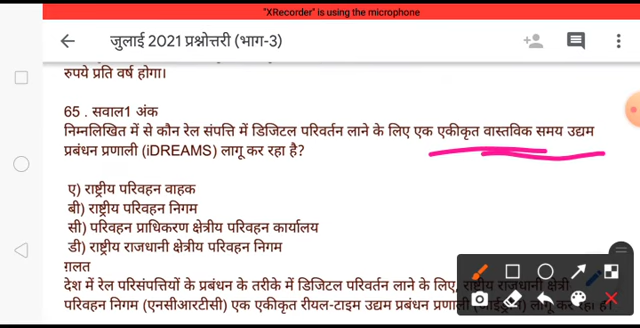 "XRecorder" is using the microphone
जुलाई 2021 प्रश्नोत्तरी (भाग-3)
रुपये प्रति वर्ष होगा।
65 . सवाल1 अंक
निम्नलिखित में से कौन रेल संपत्ति में डिजिटल परिवर्तन लाने के लिए एक एकीकृत वास्तविक समय उद्यम
प्रबंधन प्रणाली (iDREAMS) लागू कर रहा है?
ए) राष्ट्रीय परिवहन वाहक
बी) राष्ट्रीय परिवहन निगम
सी) परिवहन प्राधिकरण क्षेत्रीय परिवहन कार्यालय
डी) राष्ट्रीय राजधानी क्षेत्रीय परिवहन निगम
ग़लत
देश में रेल परिसंपत्तियों के प्रबंधन के तरीके में डिजिटल परिवर्तन लाने के लिए, राष्ट्रीय राजधानी क्षेत्री
परिवहन निगम (एनसीआरटीसी) एक एकीकृत रीयल-टाइम उद्यम प्रबंधन प्रणाली लागू कर रहा है।